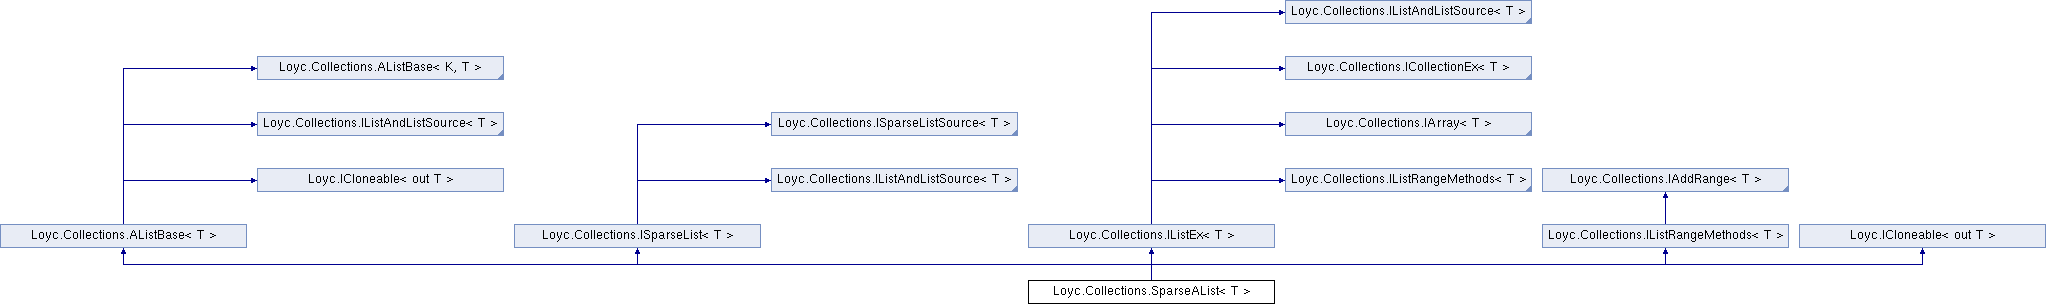 Loyc.Collections.IListAndListSource< T >
Loyc.Collections.AListBase< K, T >
Loyc.Collections.ICollectionEx< T >
Loyc.Collections.IListAndListSource< T >
Loyc.Collections.ISparseListSource< T >
Loyc.Collections.IArray< T >
Loyc.ICloneable< out T >
Loyc.Collections.IListAndListSource< T >
Loyc.Collections.IListRangeMethods< T >
Loyc.Collections.IAddRange< T >
Loyc.Collections.AListBase< T >
Loyc.Collections.ISparseList< T >
Loyc.Collections.IListEx< T >
Loyc.Collections.IListRangeMethods< T >
Loyc.ICloneable< out T >
Loyc.Collections.SparseAList< T >